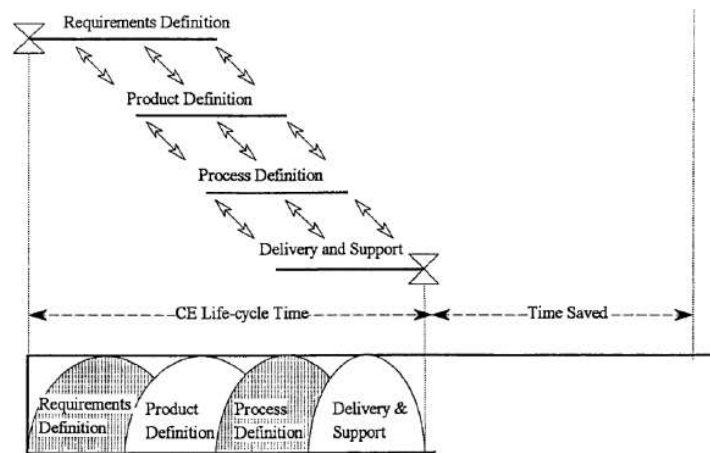 Requirements Definition
Product Definition
Process Definition
Delivery and Support
CE Life-cycle Time
Time Saved
Requirements
Definition
Product
Definition
Process
Definition
Delivery &
Support